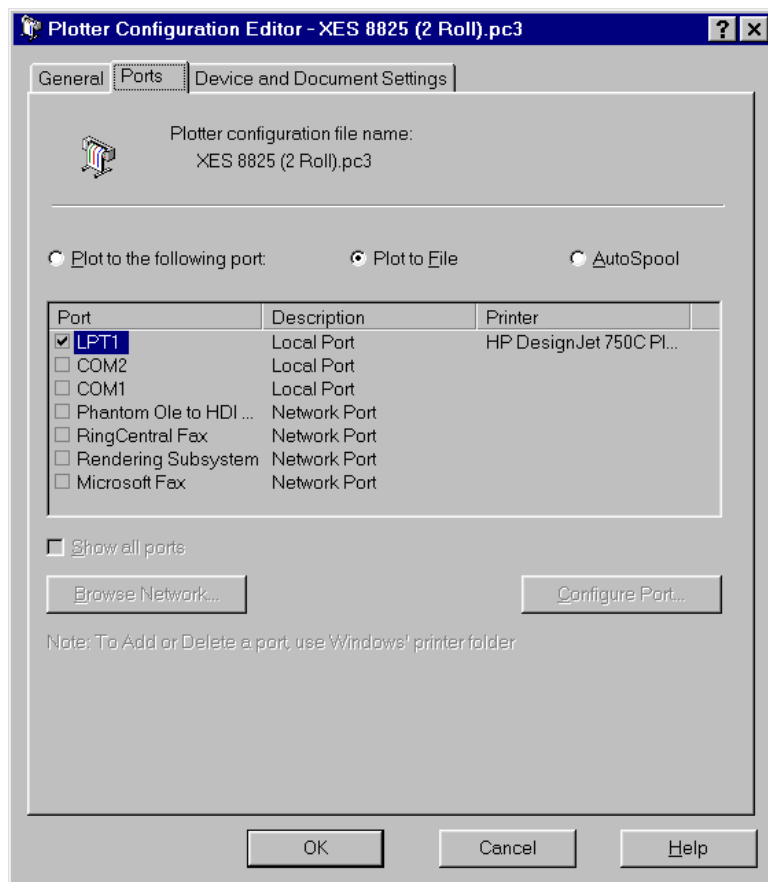 Plotter Configuration Editor - XES 8825 (2 Roll).pc3
General Ports Device and Document Settings
Plotter configuration file name:
XES 8825 (2 Roll).pc3
Plot to the following port: Plot to File AutoSpool
Port Description Printer
LPT1 Local Port HP DesignJet 750C Pl...
COM2 Local Port
COM1 Local Port
Phantom Ole to HDI ... Network Port
RingCentral Fax Network Port
Rendering Subsystem Network Port
Microsoft Fax Network Port
Show all ports
Browse Network... Configure Port...
Note: To Add or Delete a port, use Windows' printer folder
OK Cancel Help